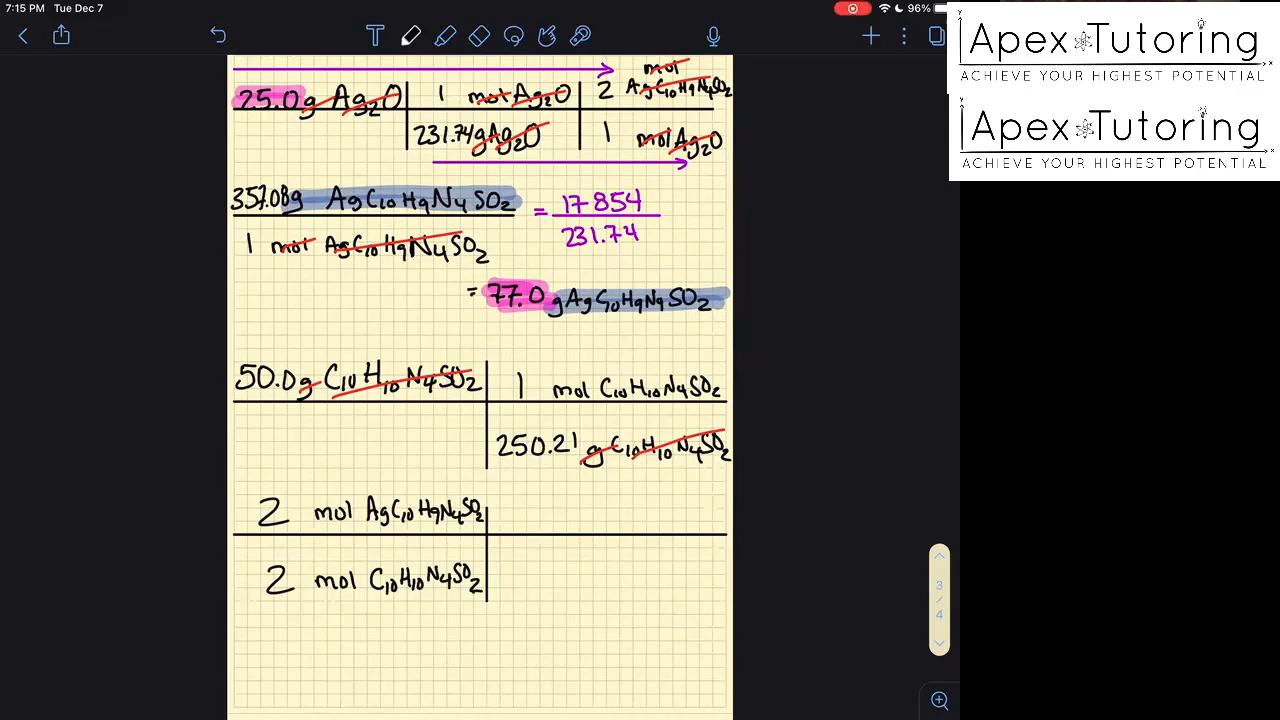 7:15 PM Tue Dec 7
96%
Apex Tutoring
ACHIEVE YOUR HIGHEST POTENTIAL
Apex Tutoring
ACHIEVE YOUR HIGHEST POTENTIAL
25.0g Ag₂O 1 mol Ag₂O 2 mol AgC₁₀H₉N₄SO₂
231.74g Ag₂O 1 mol Ag₂O
357.08g AgC₁₀H₉N₄SO₂ = 17854
1 mol AgC₁₀H₉N₄SO₂ 231.74
= 77.0 g AgC₁₀H₉N₄SO₂
50.0g C₁₀H₁₀N₄SO₂ 1 mol C₁₀H₁₀N₄SO₂
250.21 g C₁₀H₁₀N₄SO₂
2 mol AgC₁₀H₉N₄SO₂
2 mol C₁₀H₁₀N₄SO₂
3
/
4